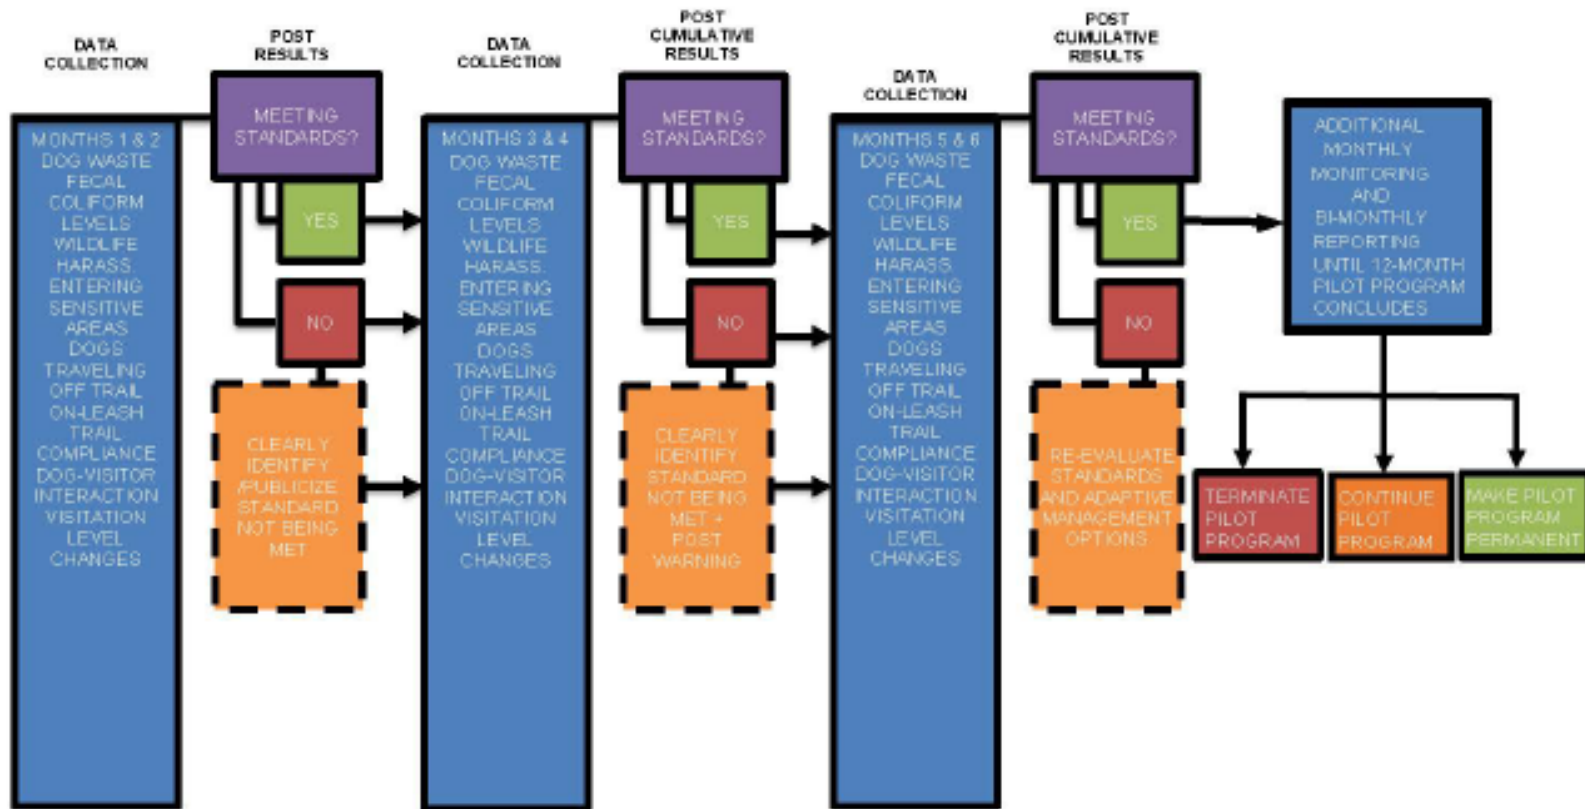 DATA
COLLECTION
MONTHS 1 & 2
DOG WASTE
FECAL
COLIFORM
LEVELS
WILDLIFE
HARASS.
ENTERING
SENSITIVE
AREAS
DOGS
TRAVELING
OFF TRAIL
ON-LEASH
TRAIL
COMPLIANCE
DOG-VISITOR
INTERACTION
VISITATION
LEVEL
CHANGES
POST
RESULTS
MEETING
STANDARDS?
YES
NO
CLEARLY
IDENTIFY
/PUBLICIZE
STANDARD
NOT BEING
MET
DATA
COLLECTION
MONTHS 3 & 4
DOG WASTE
FECAL
COLIFORM
LEVELS
WILDLIFE
HARASS.
ENTERING
SENSITIVE
AREAS
DOGS
TRAVELING
OFF TRAIL
ON-LEASH
TRAIL
COMPLIANCE
DOG-VISITOR
INTERACTION
VISITATION
LEVEL
CHANGES
POST
CUMULATIVE
RESULTS
MEETING
STANDARDS?
YES
NO
CLEARLY
IDENTIFY
STANDARD
NOT BEING
MET +
POST
WARNING
DATA
COLLECTION
MONTHS 5 & 6
DOG WASTE
FECAL
COLIFORM
LEVELS
WILDLIFE
HARASS.
ENTERING
SENSITIVE
AREAS
DOGS
TRAVELING
OFF TRAIL
ON-LEASH
TRAIL
COMPLIANCE
DOG-VISITOR
INTERACTION
VISITATION
LEVEL
CHANGES
POST
CUMULATIVE
RESULTS
MEETING
STANDARDS?
YES
NO
RE-EVALUATE
STANDARDS
AND ADAPTIVE
MANAGEMENT
OPTIONS
ADDITIONAL
MONTHLY
MONITORING
AND
BI-MONTHLY
REPORTING
UNTIL 12-MONTH
PILOT PROGRAM
CONCLUDES
TERMINATE
PILOT
PROGRAM
CONTINUE
PILOT
PROGRAM
MAKE PILOT
PROGRAM
PERMANENT